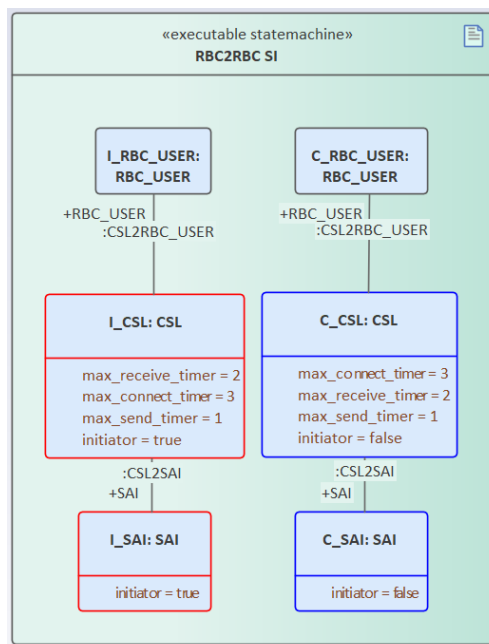 «executable statemachine»
RBC2RBC SI
I_RBC_USER:
RBC_USER
+RBC_USER
:CSL2RBC_USER
I_CSL: CSL
max_receive_timer = 2
max_connect_timer = 3
max_send_timer = 1
initiator = true
:CSL2SAI
+SAI
I_SAI: SAI
initiator = true
C_RBC_USER:
RBC_USER
+RBC_USER
:CSL2RBC_USER
C_CSL: CSL
max_connect_timer = 3
max_receive_timer = 2
max_send_timer = 1
initiator = false
:CSL2SAI
+SAI
C_SAI: SAI
initiator = false